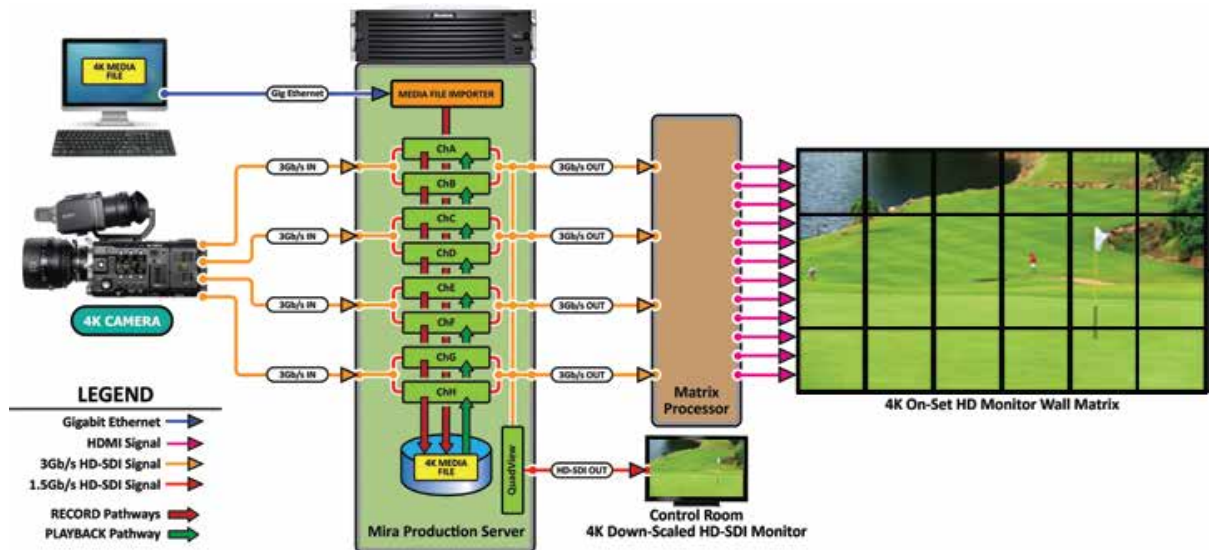 4K MEDIA
FILE
Gig Ethernet
MEDIA FILE IMPORTER
ChA
3Gb/s IN
3Gb/s OUT
ChB
ChC
3Gb/s IN
3Gb/s OUT
ChD
ChE
3Gb/s IN
3Gb/s OUT
ChF
4K CAMERA
ChG
3Gb/s IN
3Gb/s OUT
ChH
Matrix
Processor
4K On-Set HD Monitor Wall Matrix
LEGEND
Gigabit Ethernet
HDMI Signal
3Gb/s HD-SDI Signal
1.5Gb/s HD-SDI Signal
RECORD Pathways
PLAYBACK Pathway
4K MEDIA
FILE
QuadView
HD-SDI OUT
Mira Production Server
Control Room
4K Down-Scaled HD-SDI Monitor